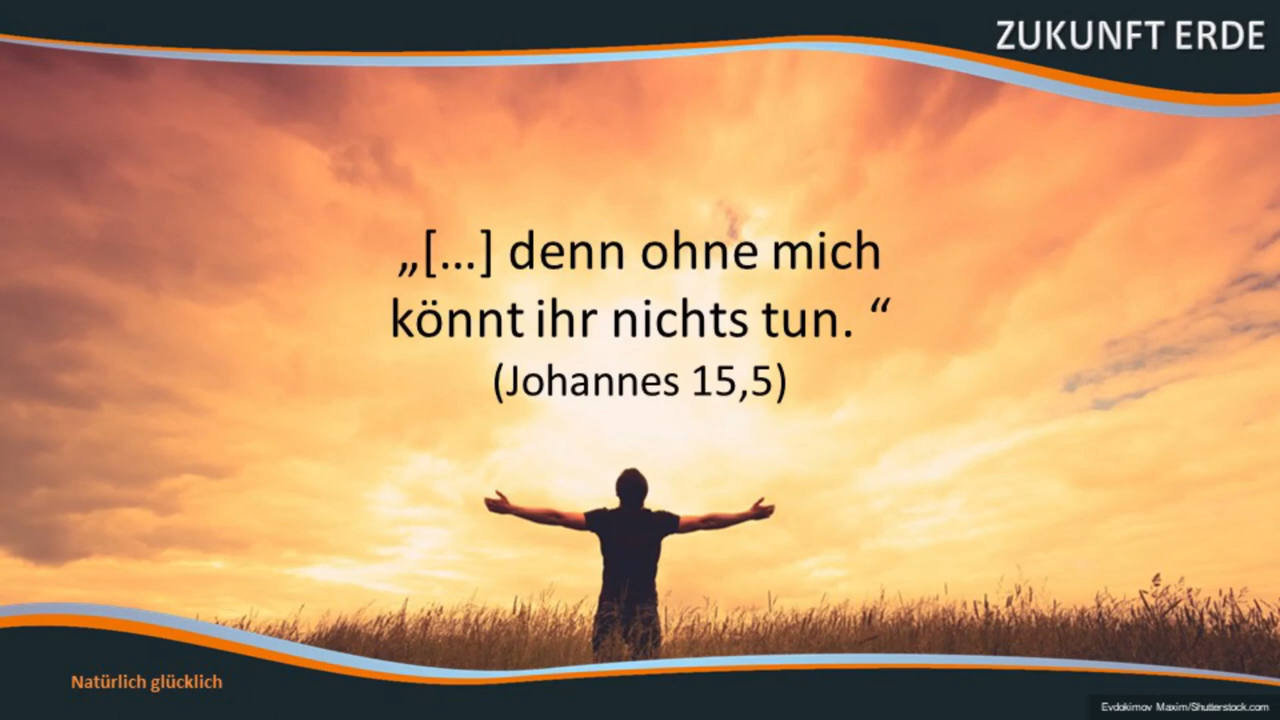 ZUKUNFT ERDE
„[...] denn ohne mich
könnt ihr nichts tun. “
(Johannes 15,5)
Natürlich glücklich
Evdokimov Maxim/Shutterstock.com